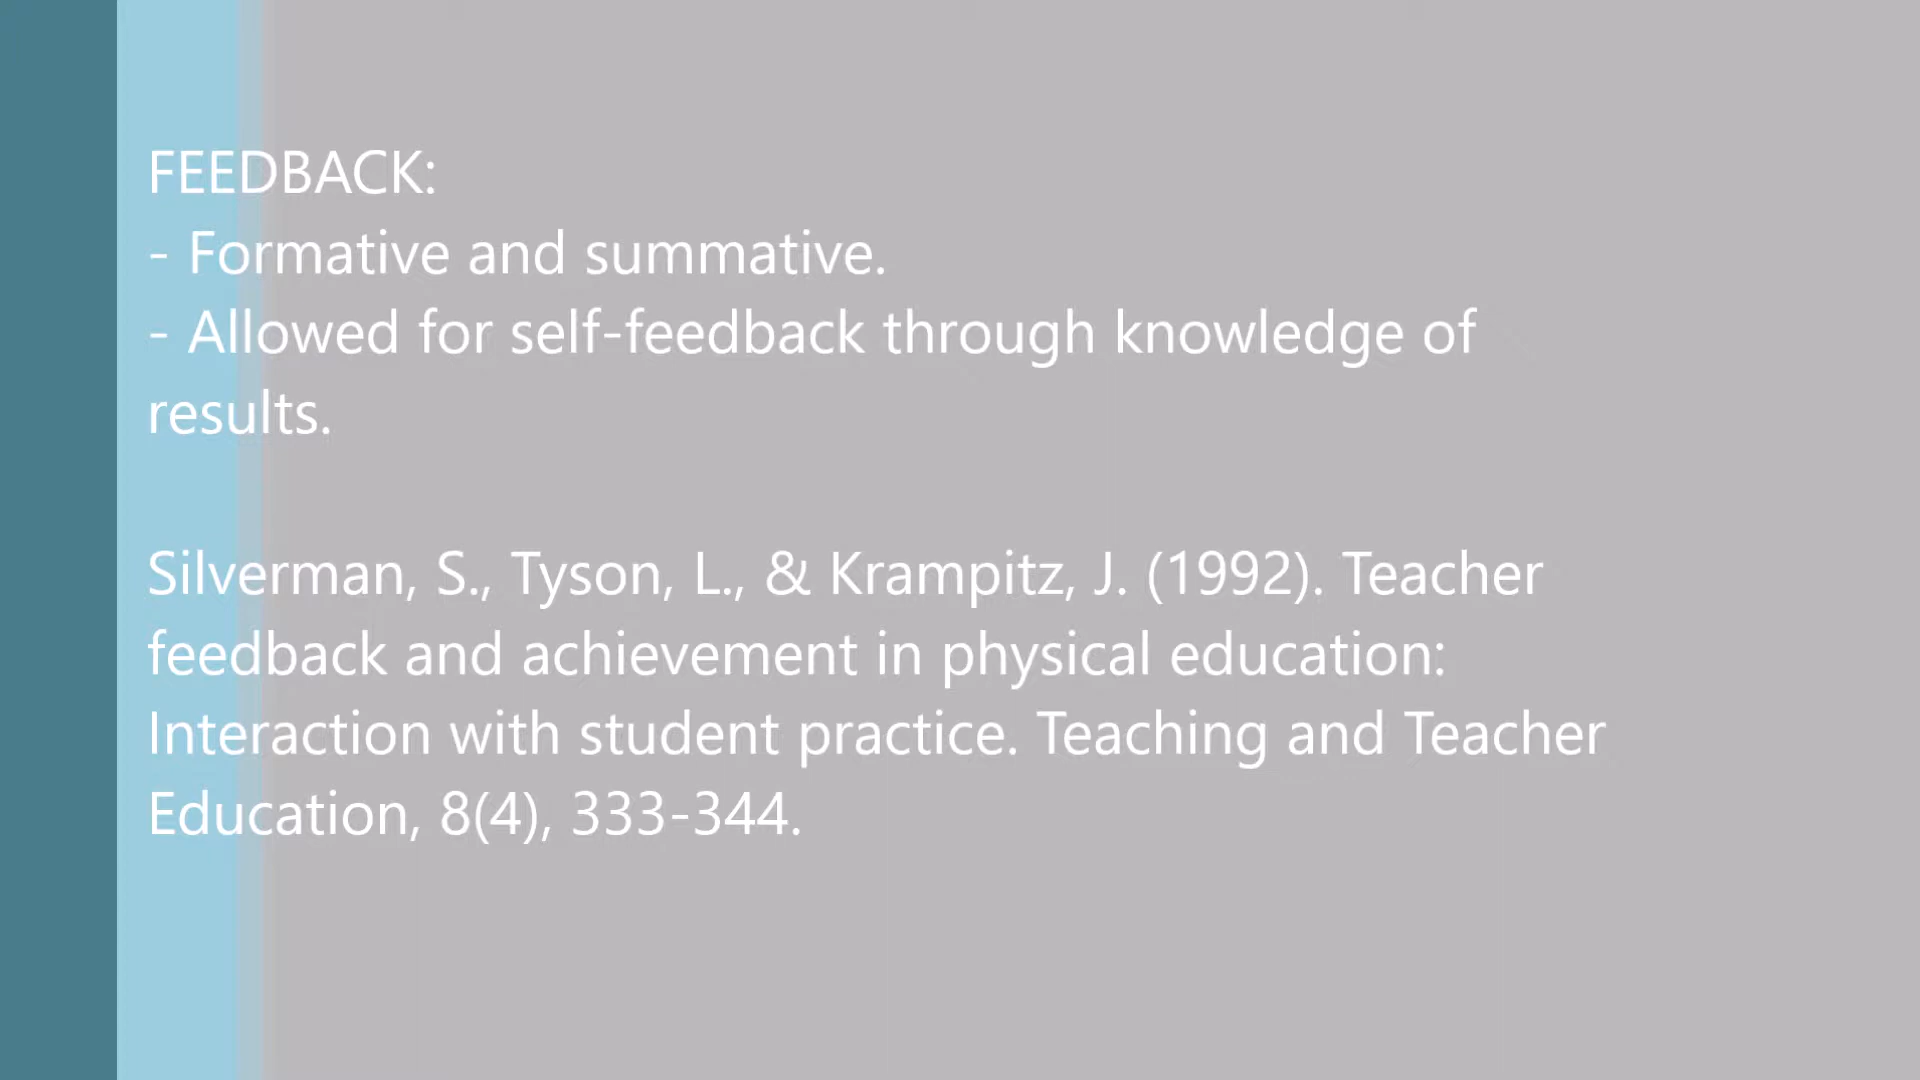 FEEDBACK:
- Formative and summative.
- Allowed for self-feedback through knowledge of
results.
Silverman, S., Tyson, L., & Krampitz, J. (1992). Teacher
feedback and achievement in physical education:
Interaction with student practice. Teaching and Teacher
Education, 8(4), 333-344.